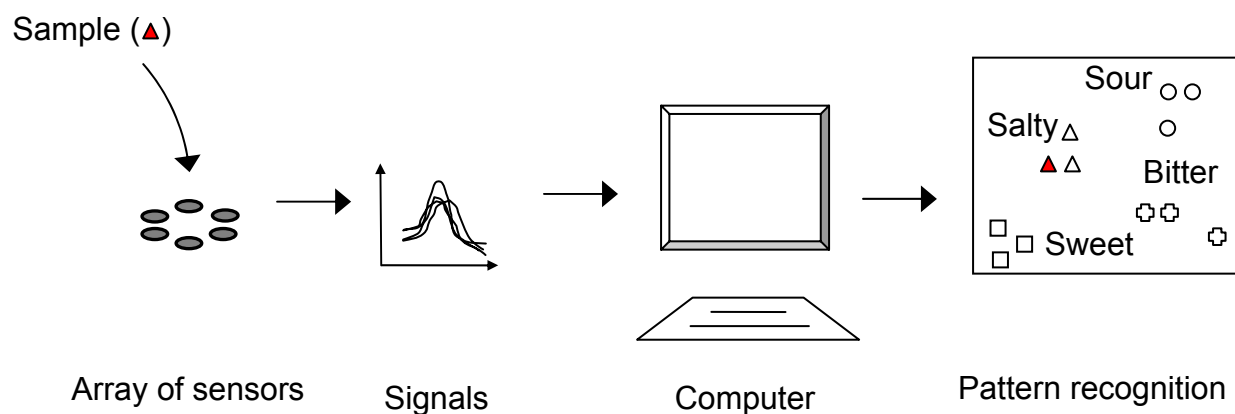 Sample (▲)
Sour
Salty
Bitter
Sweet
Array of sensors
Signals
Computer
Pattern recognition